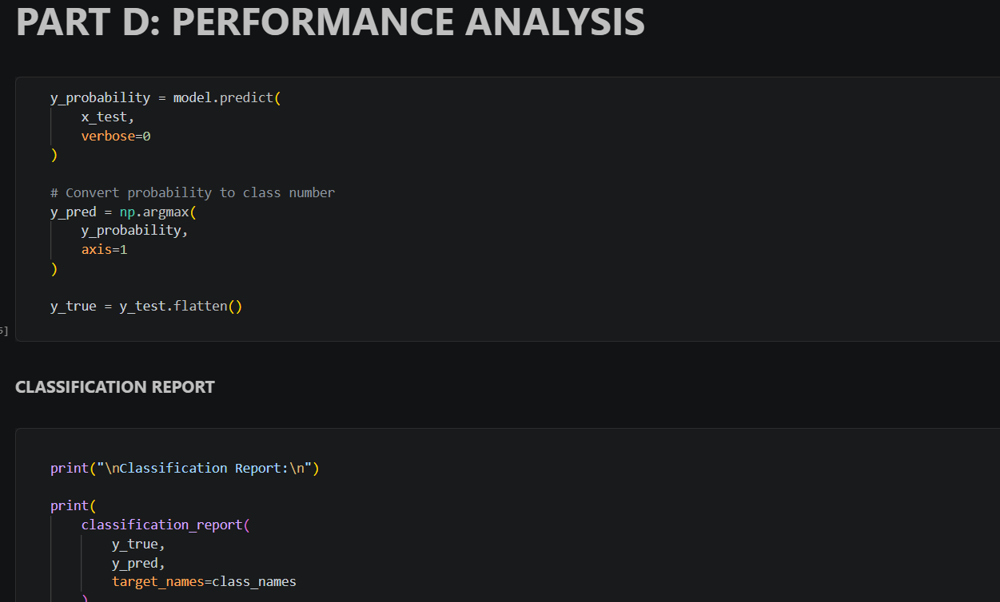 PART D: PERFORMANCE ANALYSIS
y_probability = model.predict(
    x_test,
    verbose=0
)
# Convert probability to class number
y_pred = np.argmax(
    y_probability,
    axis=1
)
y_true = y_test.flatten()
5]
CLASSIFICATION REPORT
print("\nClassification Report:\n")
print(
    classification_report(
        y_true,
        y_pred,
        target_names=class_names
    )